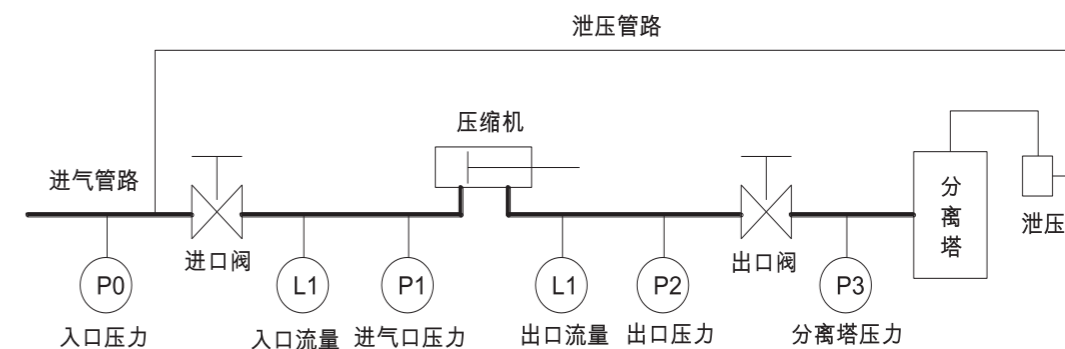 泄压管路
压缩机
进气管路
分
离
塔
泄压
进口阀
出口阀
P0
L1
P1
L1
P2
P3
入口压力
入口流量
进气口压力
出口流量
出口压力
分离塔压力